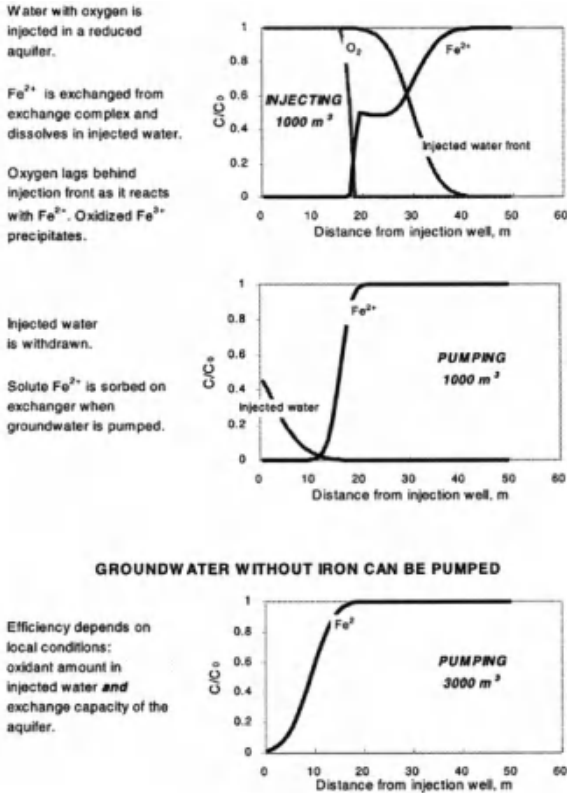 Water with oxygen is
injected in a reduced
aquifer.
Fe²⁺ is exchanged from
exchange complex and
dissolves in injected water.
Oxygen lags behind
injection front as it reacts
with Fe²⁺. Oxidized Fe³⁺
precipitates.
C/C₀
1
0.8
0.6
0.4
0.2
0
O₂
Fe²⁺
INJECTING
1000 m³
Injected water front
0 10 20 30 40 50 60
Distance from injection well, m
Injected water
is withdrawn.
Solute Fe²⁺ is sorbed on
exchanger when
groundwater is pumped.
C/C₀
1
0.8
0.6
0.4
0.2
0
Fe²⁺
PUMPING
1000 m³
Injected water
0 10 20 30 40 50 60
Distance from injection well, m
GROUNDWATER WITHOUT IRON CAN BE PUMPED
Efficiency depends on
local conditions:
oxidant amount in
injected water and
exchange capacity of the
aquifer.
C/C₀
1
0.8
0.6
0.4
0.2
0
Fe²
PUMPING
3000 m³
0 10 20 30 40 50 60
Distance from injection well, m